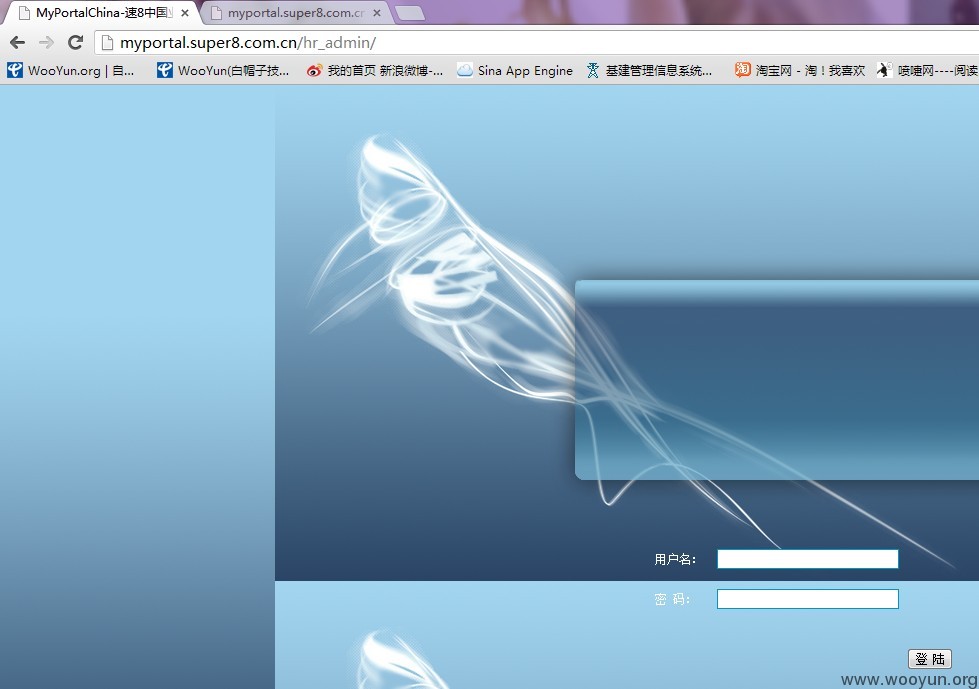 MyPortalChina-速8中国
myportal.super8.com.cn
myportal.super8.com.cn/hr_admin/
WooYun.org | 自...
WooYun(白帽子技...
我的首页 新浪微博-...
Sina App Engine
基建管理信息系统...
淘宝网 - 淘！我喜欢
喷嚏网----阅读
用户名：
密 码：
登 陆
www.wooyun.org